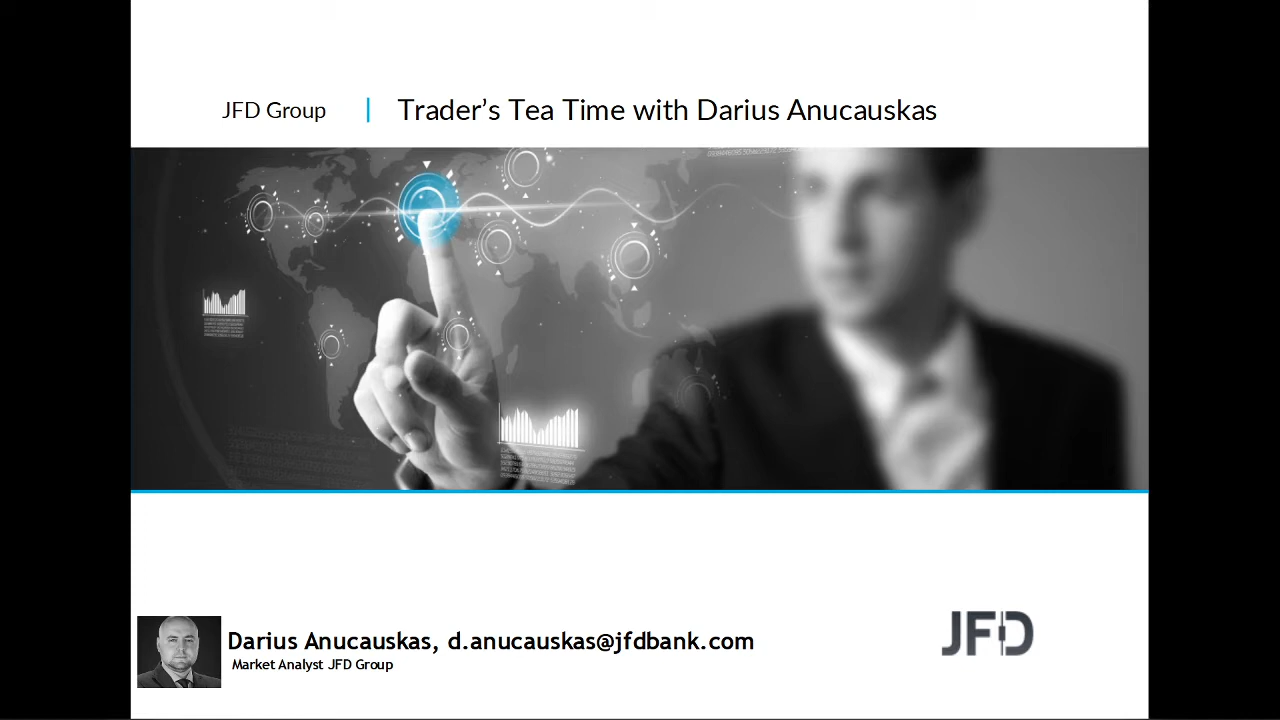 JFD Group | Trader's Tea Time with Darius Anucauskas
Darius Anucauskas, d.anucauskas@jfdbank.com
Market Analyst JFD Group
JFD